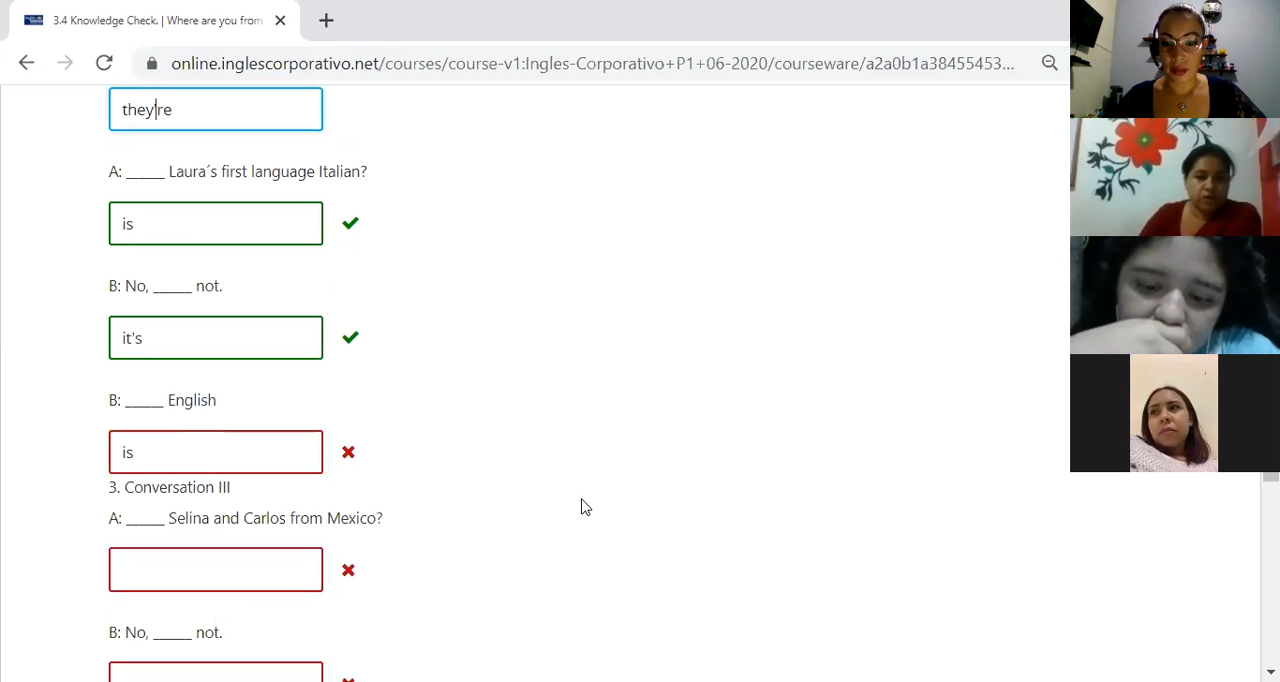 3.4 Knowledge Check. | Where are you from
online.inglescorporativo.net/courses/course-v1:Ingles-Corporativo+P1+06-2020/courseware/a2a0b1a38455453...
they're
A: _____ Laura´s first language Italian?
is
B: No, _____ not.
it's
B: _____ English
is
3. Conversation III
A: _____ Selina and Carlos from Mexico?
B: No, _____ not.